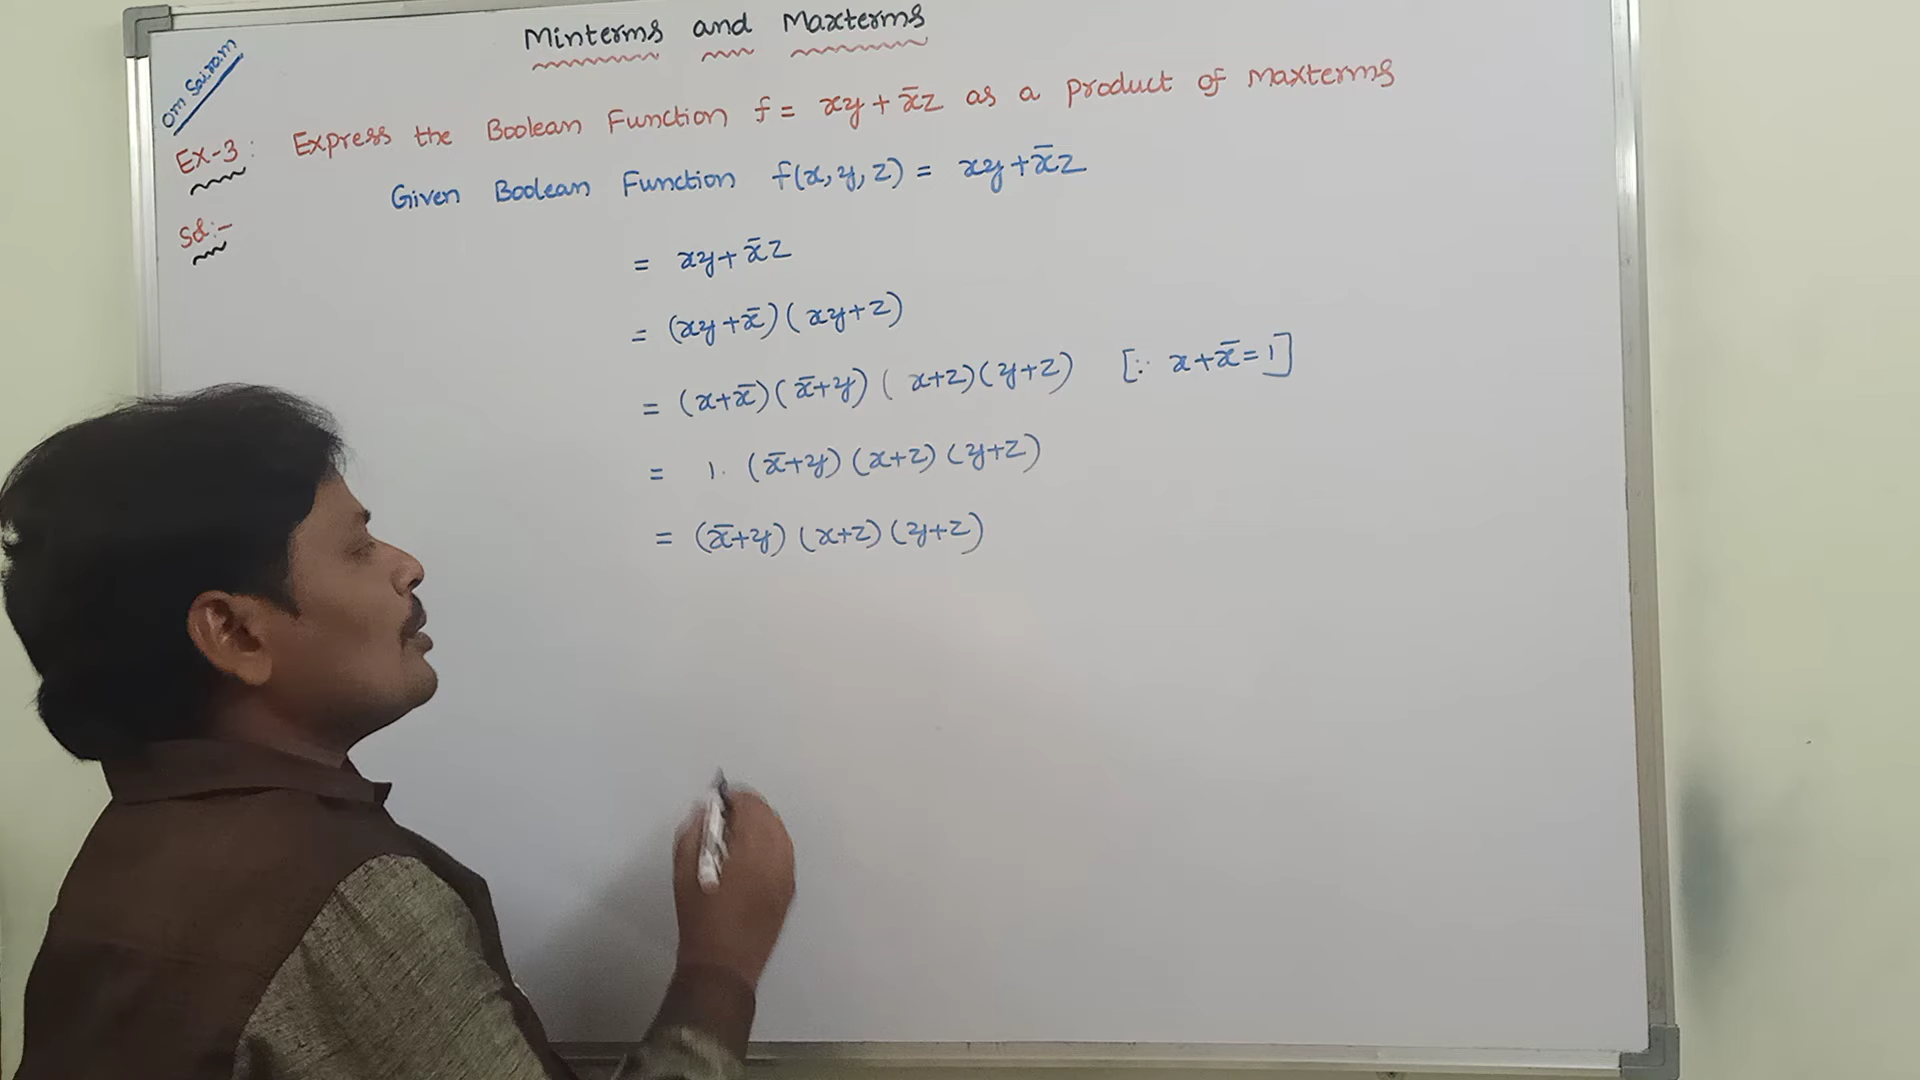 Minterms and Maxterms
Om Sairam
Ex-3: Express the Boolean Function f = xy + x̄z as a product of Maxterms
Sol:-
Given Boolean Function f(x, y, z) = xy + x̄z
= xy + x̄z
= (xy + x̄)(xy + z)
= (x + x̄)(x̄ + y)(x + z)(y + z) [∵ x + x̄ = 1]
= 1. (x̄ + y)(x + z)(y + z)
= (x̄ + y)(x + z)(y + z)